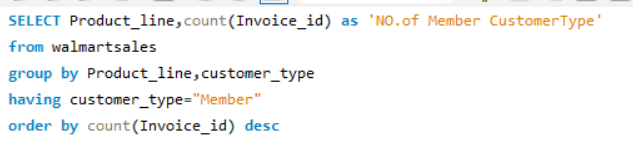 SELECT Product_line,count(Invoice_id) as 'NO.of Member CustomerType'
from walmartsales
group by Product_line,customer_type
having customer_type="Member"
order by count(Invoice_id) desc